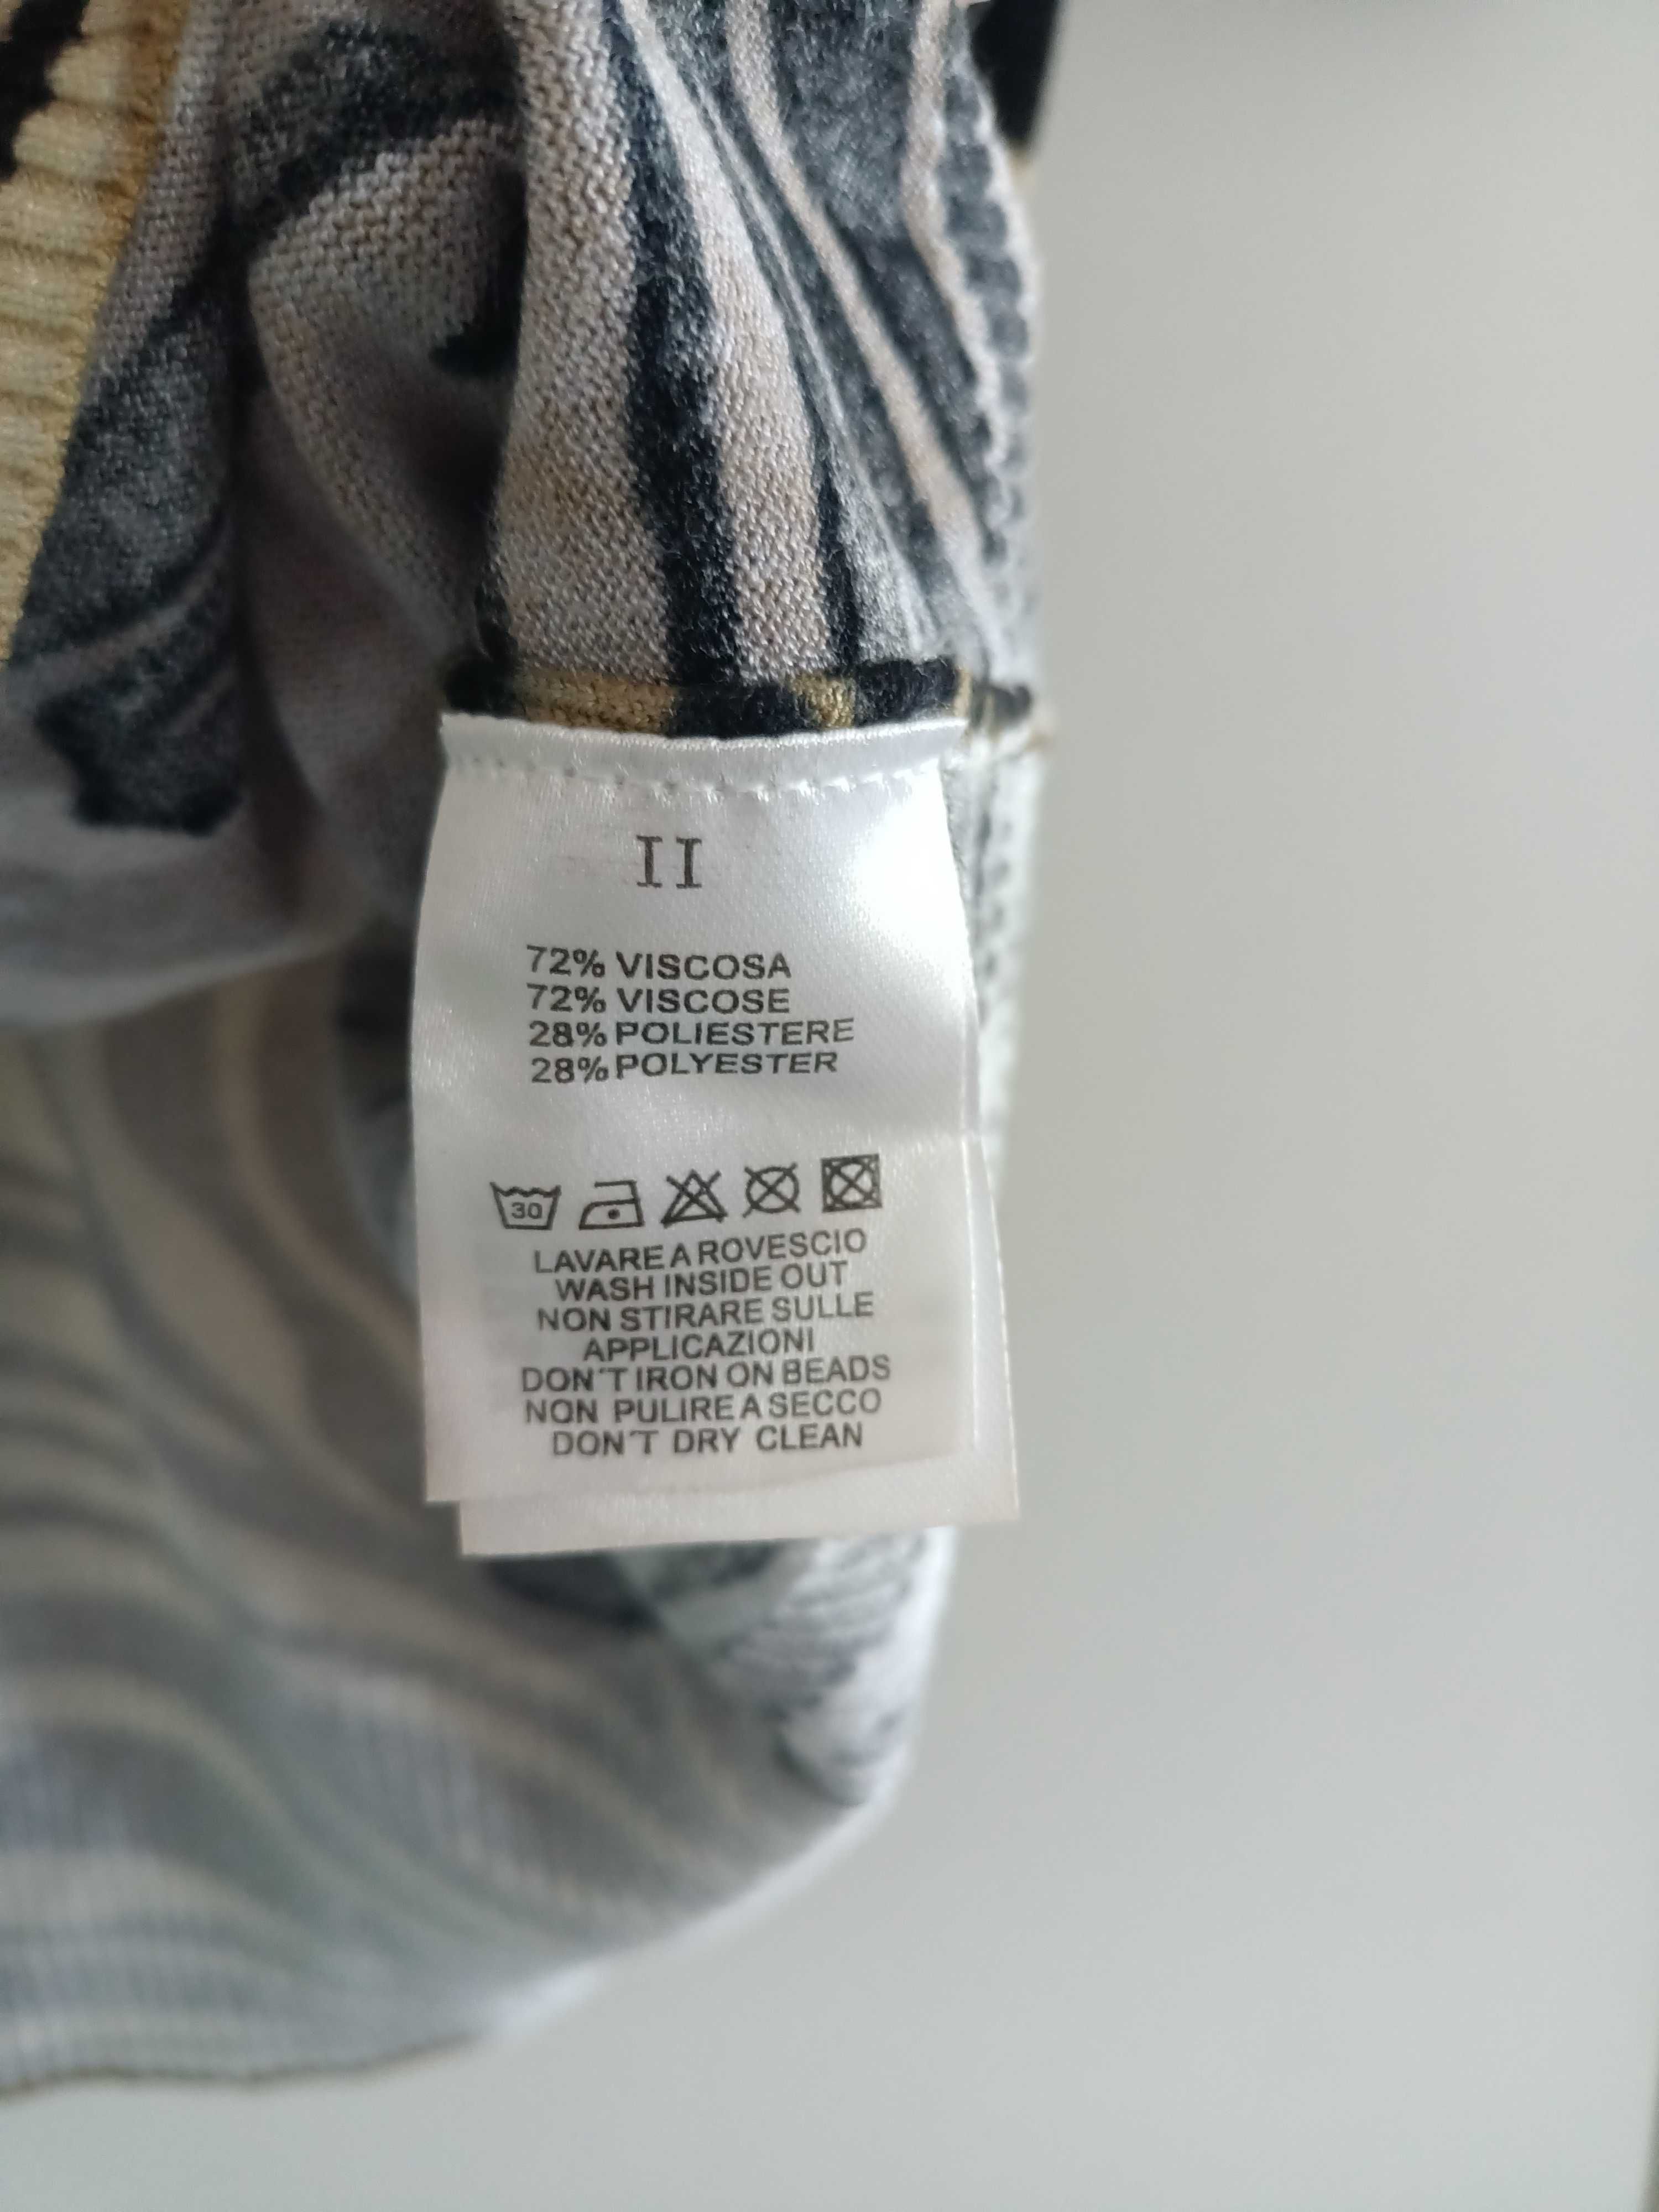 II
72% VISCOSA
72% VISCOSE
28% POLIESTERE
28% POLYESTER
30
LAVARE A ROVESCIO
WASH INSIDE OUT
NON STIRARE SULLE
APPLICAZIONI
DON'T IRON ON BEADS
NON PULIRE A SECCO
DON'T DRY CLEAN